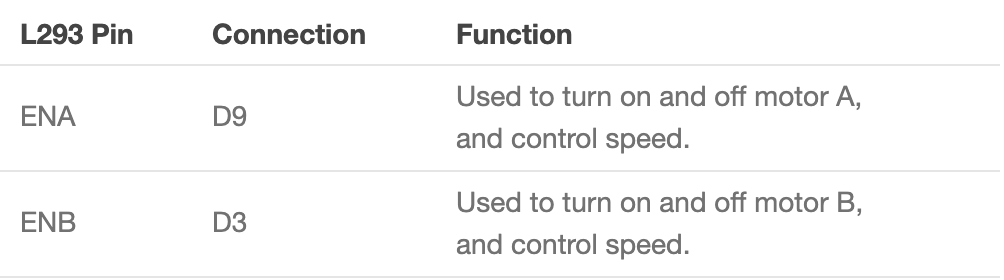 L293 Pin Connection Function
ENA D9 Used to turn on and off motor A,
and control speed.
ENB D3 Used to turn on and off motor B,
and control speed.